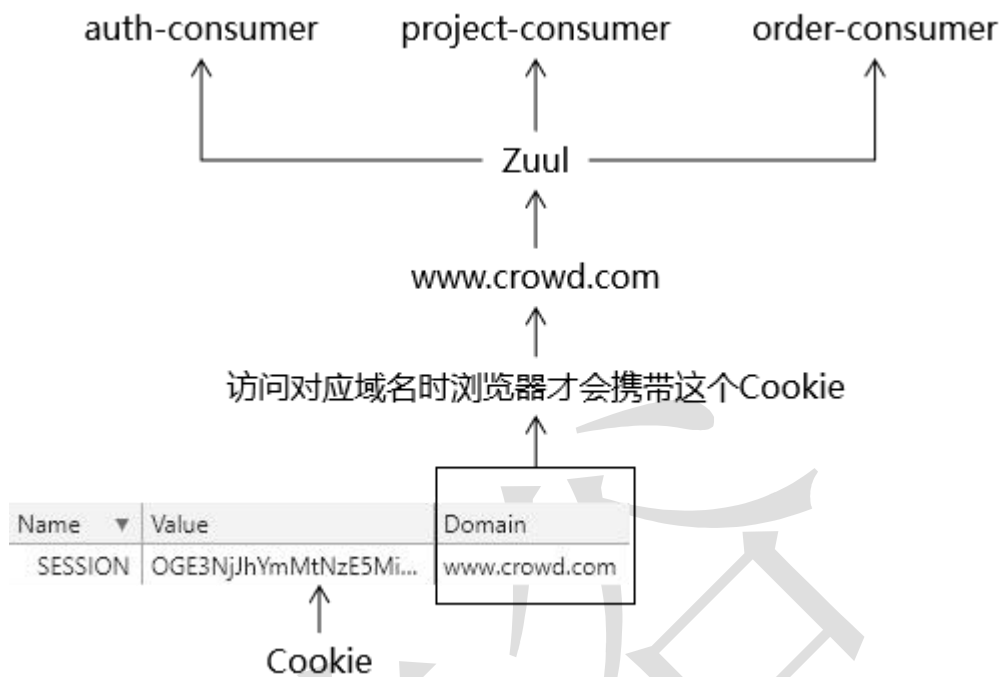 auth-consumer project-consumer order-consumer
Zuul
www.crowd.com
访问对应域名时浏览器才会携带这个Cookie
Name ▼ Value Domain
SESSION OGE3NjJhYmMtNzE5Mi... www.crowd.com
Cookie